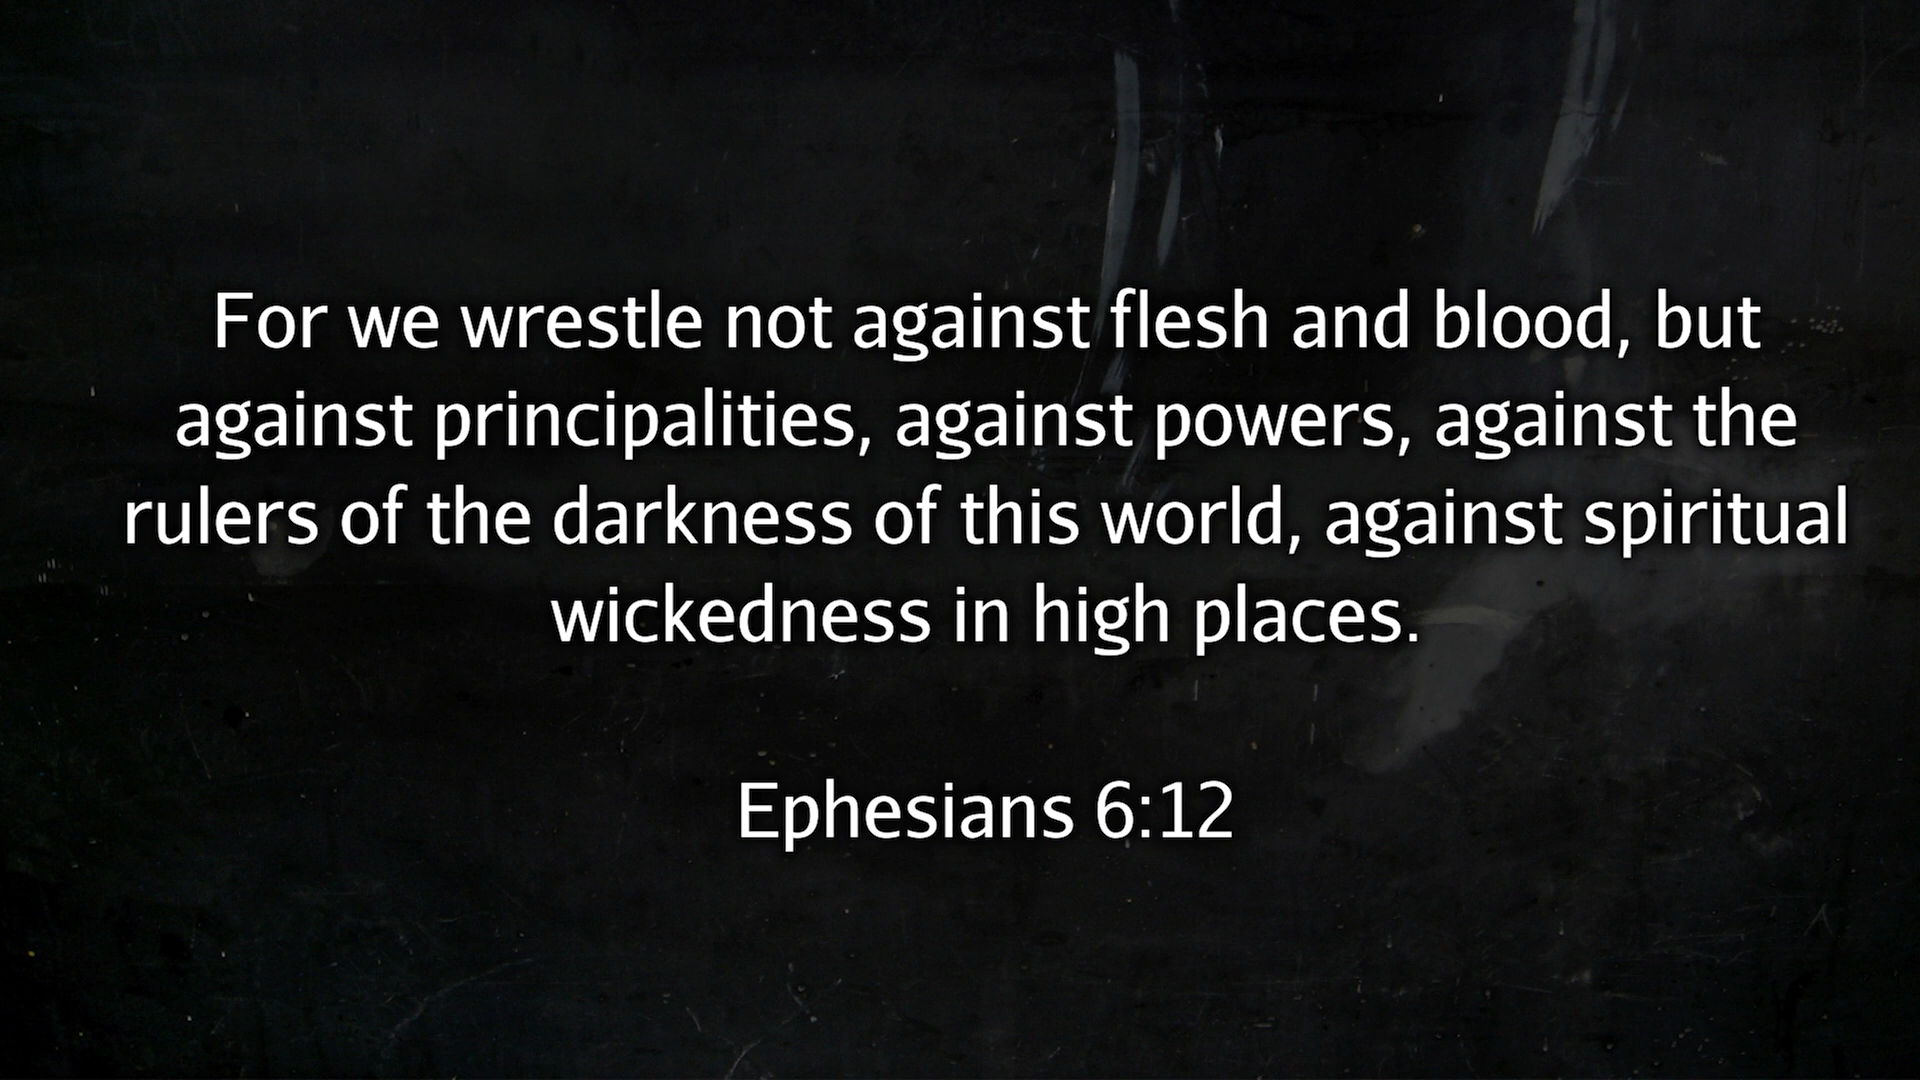 For we wrestle not against flesh and blood, but
against principalities, against powers, against the
rulers of the darkness of this world, against spiritual
wickedness in high places.
Ephesians 6:12